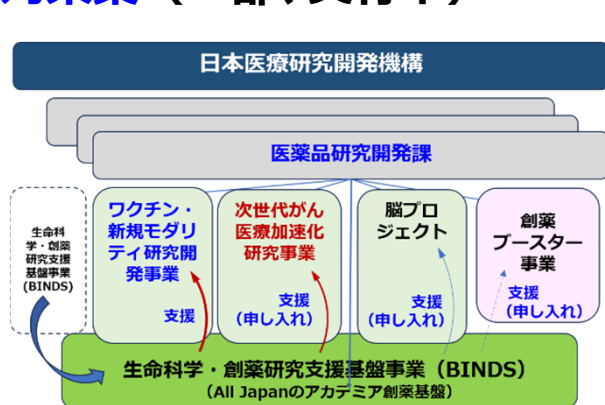 日本医療研究開発機構
医薬品研究開発課
生命科
学・創薬
研究支援
基盤事業
(BINDS)
ワクチン・
新規モダリ
ティ研究開
発事業
支援
次世代がん
医療加速化
研究事業
支援
(申し入れ)
脳プロ
ジェクト
支援
(申し入れ)
創薬
ブースター
事業
支援
(申し入れ)
生命科学・創薬研究支援基盤事業（BINDS）
(All Japanのアカデミア創薬基盤)